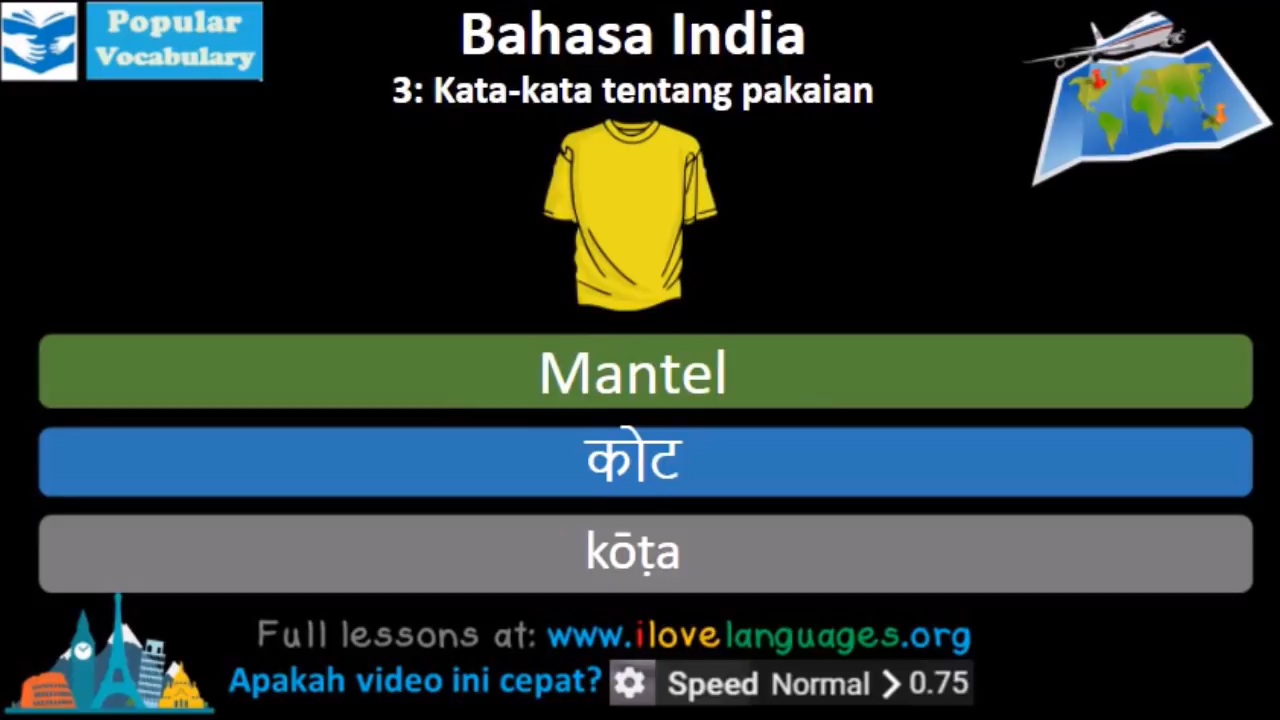 Popular
Vocabulary
Bahasa India
3: Kata-kata tentang pakaian
Mantel
कोट
kōṭa
Full lessons at: www.ilovelanguages.org
Apakah video ini cepat? Speed Normal > 0.75